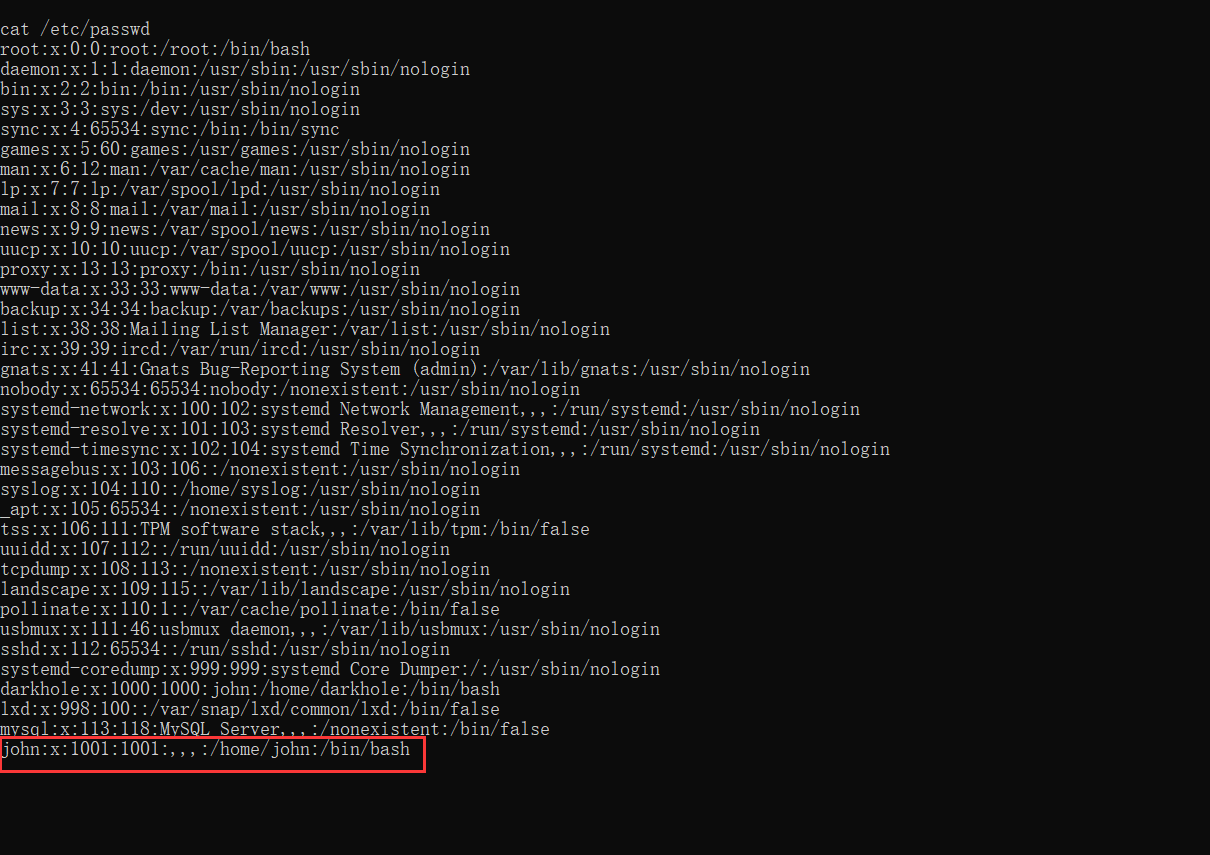 cat /etc/passwd
root:x:0:0:root:/root:/bin/bash
daemon:x:1:1:daemon:/usr/sbin:/usr/sbin/nologin
bin:x:2:2:bin:/bin:/usr/sbin/nologin
sys:x:3:3:sys:/dev:/usr/sbin/nologin
sync:x:4:65534:sync:/bin:/bin/sync
games:x:5:60:games:/usr/games:/usr/sbin/nologin
man:x:6:12:man:/var/cache/man:/usr/sbin/nologin
lp:x:7:7:lp:/var/spool/lpd:/usr/sbin/nologin
mail:x:8:8:mail:/var/mail:/usr/sbin/nologin
news:x:9:9:news:/var/spool/news:/usr/sbin/nologin
uucp:x:10:10:uucp:/var/spool/uucp:/usr/sbin/nologin
proxy:x:13:13:proxy:/bin:/usr/sbin/nologin
www-data:x:33:33:www-data:/var/www:/usr/sbin/nologin
backup:x:34:34:backup:/var/backups:/usr/sbin/nologin
list:x:38:38:Mailing List Manager:/var/list:/usr/sbin/nologin
irc:x:39:39:ircd:/var/run/ircd:/usr/sbin/nologin
gnats:x:41:41:Gnats Bug-Reporting System (admin):/var/lib/gnats:/usr/sbin/nologin
nobody:x:65534:65534:nobody:/nonexistent:/usr/sbin/nologin
systemd-network:x:100:102:systemd Network Management,,,:/run/systemd:/usr/sbin/nologin
systemd-resolve:x:101:103:systemd Resolver,,,:/run/systemd:/usr/sbin/nologin
systemd-timesync:x:102:104:systemd Time Synchronization,,,:/run/systemd:/usr/sbin/nologin
messagebus:x:103:106::/nonexistent:/usr/sbin/nologin
syslog:x:104:110::/home/syslog:/usr/sbin/nologin
_apt:x:105:65534::/nonexistent:/usr/sbin/nologin
tss:x:106:111:TPM software stack,,,:/var/lib/tpm:/bin/false
uuidd:x:107:112::/run/uuidd:/usr/sbin/nologin
tcpdump:x:108:113::/nonexistent:/usr/sbin/nologin
landscape:x:109:115::/var/lib/landscape:/usr/sbin/nologin
pollinate:x:110:1::/var/cache/pollinate:/bin/false
usbmux:x:111:46:usbmux daemon,,,:/var/lib/usbmux:/usr/sbin/nologin
sshd:x:112:65534::/run/sshd:/usr/sbin/nologin
systemd-coredump:x:999:999:systemd Core Dumper:/:/usr/sbin/nologin
darkhole:x:1000:1000:john:/home/darkhole:/bin/bash
lxd:x:998:100::/var/snap/lxd/common/lxd:/bin/false
mysql:x:113:118:MySQL Server,,,:/nonexistent:/bin/false
john:x:1001:1001:,,,:/home/john:/bin/bash